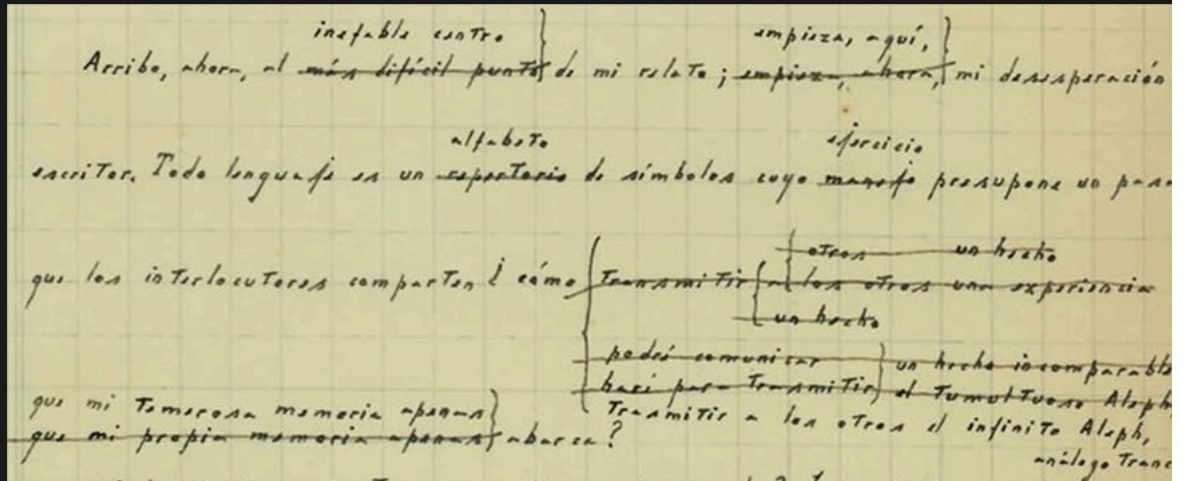 inefable centro empieza, aquí,
Arribo, ahora, al más difícil punto de mi relato; empieza, ahora, mi desesperación
alfabeto ejercicio
escritor. Todo lenguaje es un repertorio de símbolos cuyo manejo presupone un pasa
otros un hecho
que los interlocutores comparten ¿cómo transmitir a los otros una experiencia
un hecho
podré comunicar un hecho incomparable
haré para transmitir el tumultuoso Aleph
que mi temerosa memoria apenas transmitir a los otros el infinito Aleph,
que mi propia memoria apenas abarca?
análogo trance